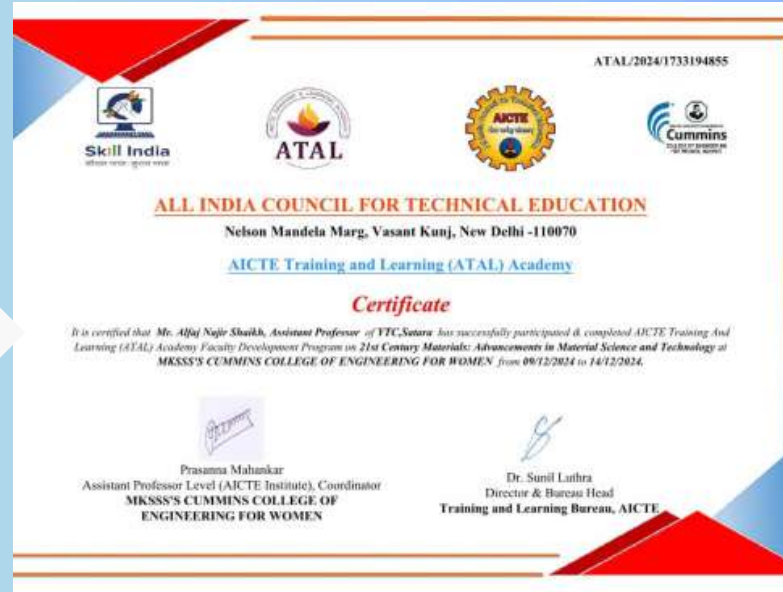 ATAL/2024/1733194855
Skill India
ATAL
AICTE
Cummins
ALL INDIA COUNCIL FOR TECHNICAL EDUCATION
Nelson Mandela Marg, Vasant Kunj, New Delhi -110070
AICTE Training and Learning (ATAL) Academy
Certificate
It is certified that Mr. Alfaj Najir Shaikh, Assistant Professor of YTC,Satara has successfully participated & completed AICTE Training And
Learning (ATAL) Academy Faculty Development Program on 21st Century Materials: Advancements in Material Science and Technology at
MKSSS'S CUMMINS COLLEGE OF ENGINEERING FOR WOMEN from 09/12/2024 to 14/12/2024.
Prasanna Mahankar
Assistant Professor Level (AICTE Institute), Coordinator
MKSSS'S CUMMINS COLLEGE OF
ENGINEERING FOR WOMEN
Dr. Sunil Luthra
Director & Bureau Head
Training and Learning Bureau, AICTE